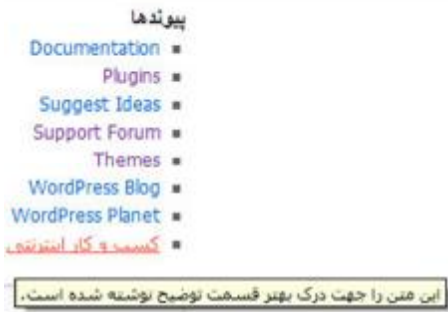 پیوندها
Documentation
Plugins
Suggest Ideas
Support Forum
Themes
WordPress Blog
WordPress Planet
کسب و کار اینترنتی
این متن را جهت درک بهتر قسمت توضیح نوشته شده است.